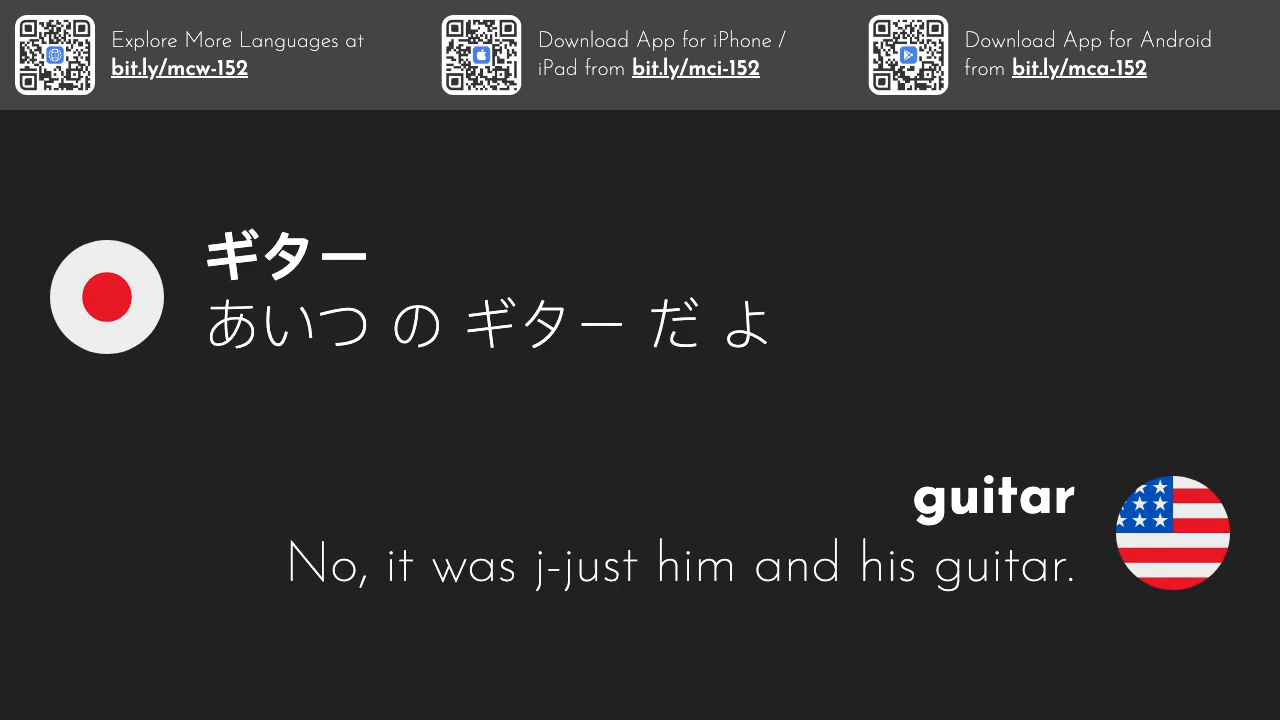 Explore More Languages at
bit.ly/mcw-152
Download App for iPhone /
iPad from bit.ly/mci-152
Download App for Android
from bit.ly/mca-152
ギター
あいつ の ギター だ よ
guitar
No, it was j-just him and his guitar.